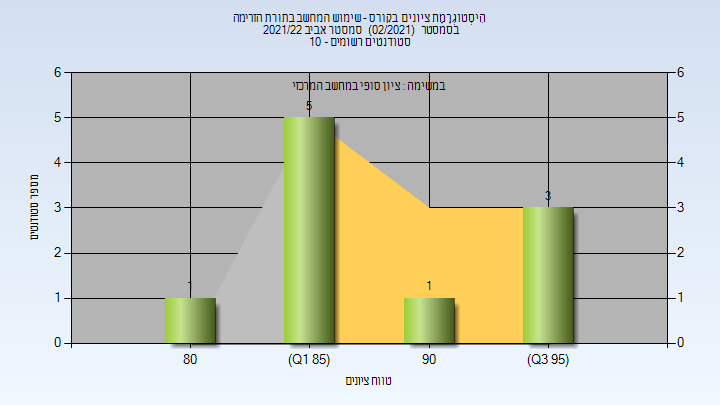 היסטוגרמת ציונים בקורס - שימוש המחשב בתורת הזרימה
בסמסטר (02/2021) סמסטר אביב 2021/22
סטודנטים רשומים - 10
במשימה : ציון סופי במחשב המרכזי
6 6
5 5 5
4 4
3 3 3
2 2
1 1 1 1
0 0
80 (Q1 85) 90 (Q3 95)
מספר סטודנטים
טווח ציונים